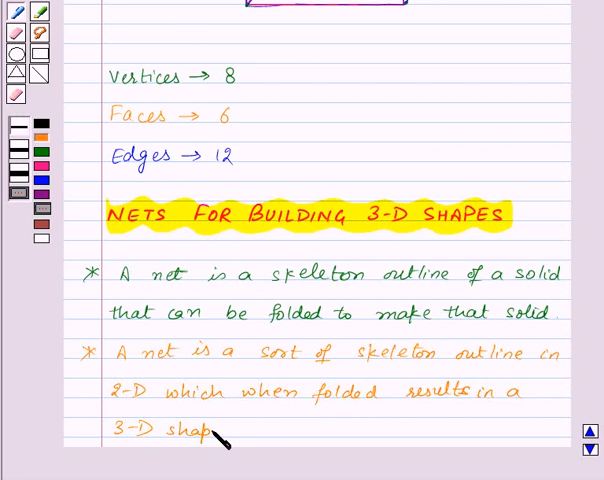 Vertices → 8
Faces → 6
Edges → 12
NETS FOR BUILDING 3-D SHAPES
* A net is a skeleton outline of a solid
that can be folded to make that solid.
* A net is a sort of skeleton outline in
2-D which when folded results in a
3-D shap